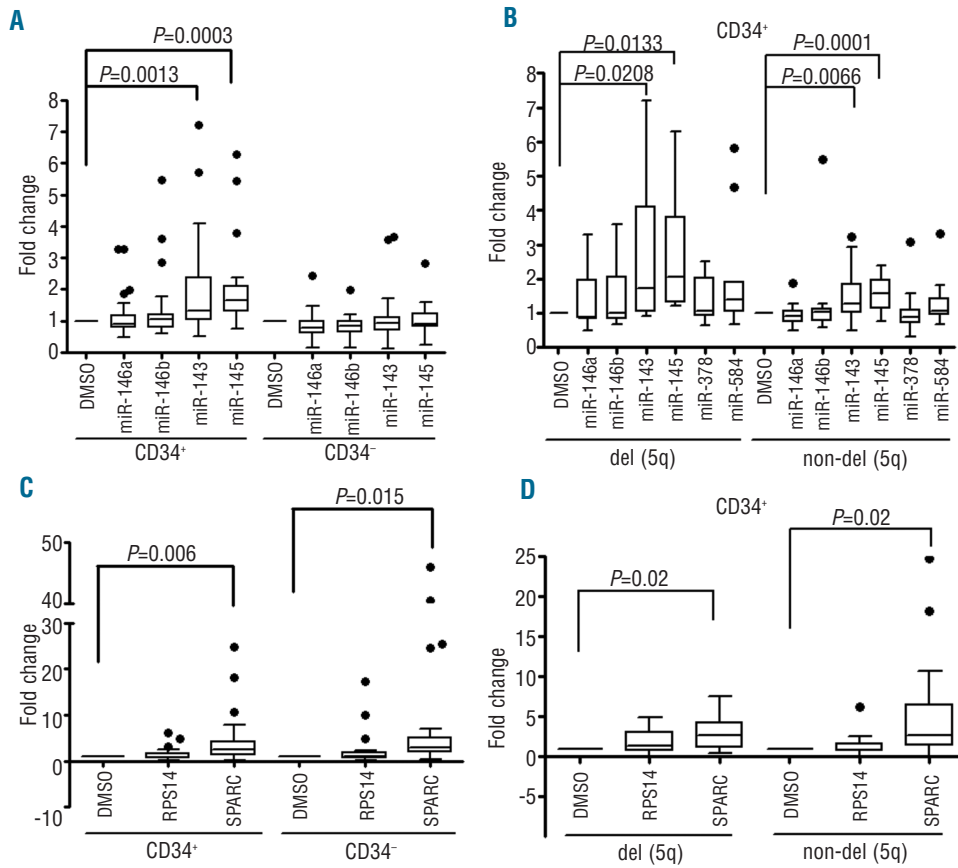 A
P=0.0003
P=0.0013
Fold change
8
7
6
5
4
3
2
1
0
DMSO
miR-146a
miR-146b
miR-143
miR-145
DMSO
miR-146a
miR-146b
miR-143
miR-145
CD34+
CD34−
B
CD34+
P=0.0133
P=0.0208
P=0.0001
P=0.0066
Fold change
8
7
6
5
4
3
2
1
0
DMSO
miR-146a
miR-146b
miR-143
miR-145
miR-378
miR-584
DMSO
miR-146a
miR-146b
miR-143
miR-145
miR-378
miR-584
del (5q)
non-del (5q)
C
P=0.015
P=0.006
Fold change
50
40
30
20
10
0
-10
DMSO
RPS14
SPARC
DMSO
RPS14
SPARC
CD34+
CD34−
D
CD34+
P=0.02
P=0.02
Fold change
25
20
15
10
5
0
-5
DMSO
RPS14
SPARC
DMSO
RPS14
SPARC
del (5q)
non-del (5q)